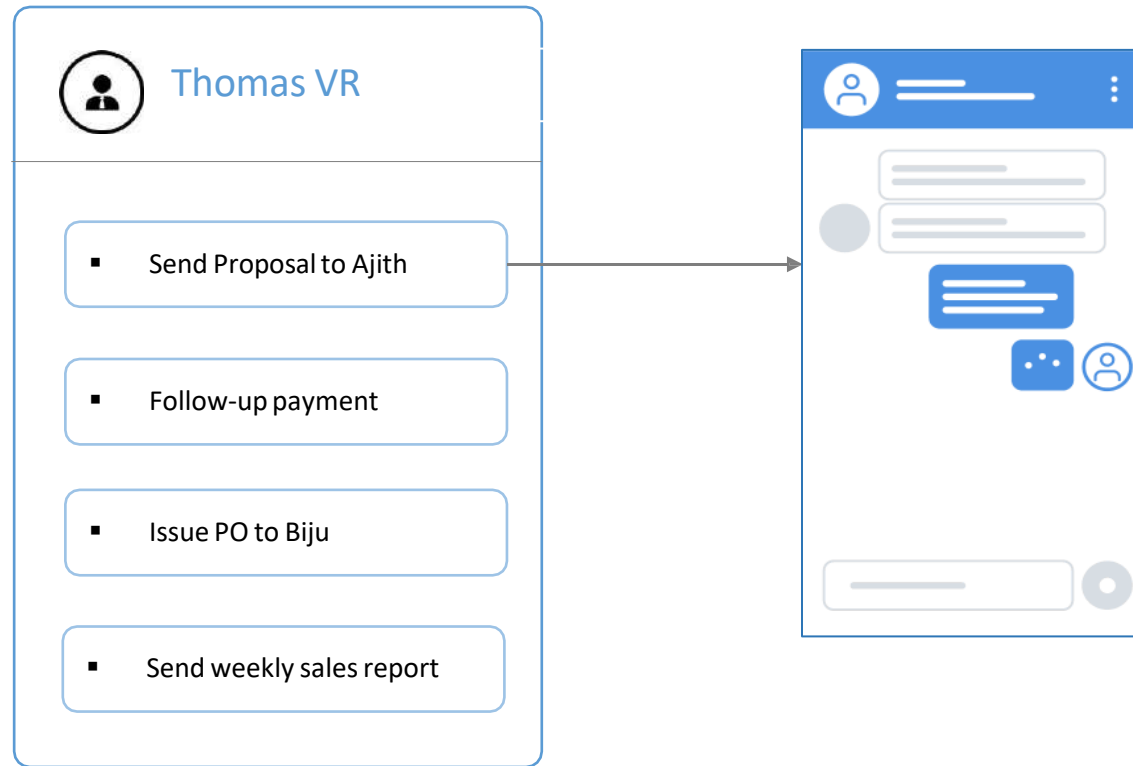 Thomas VR
▪ Send Proposal to Ajith
▪ Follow-up payment
▪ Issue PO to Biju
▪ Send weekly sales report